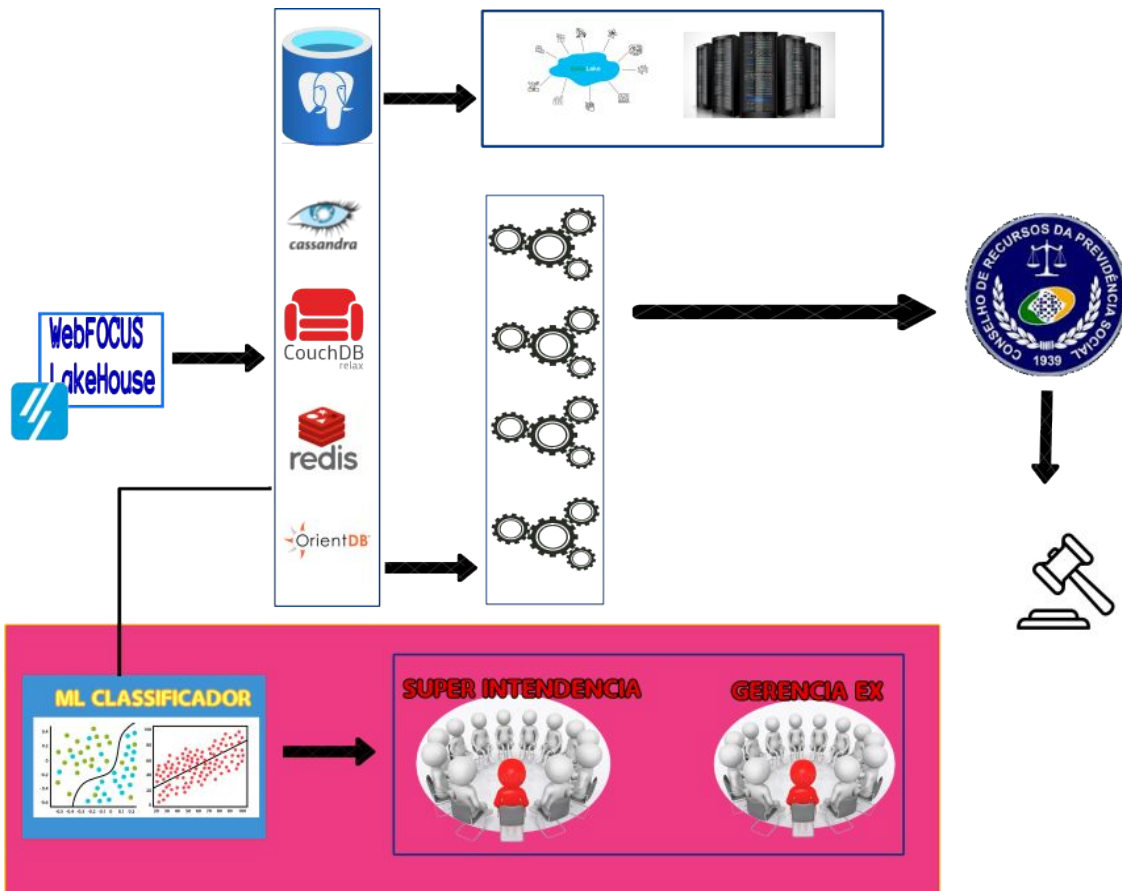 Lake
cassandra
WebFOCUS
LakeHouse
CouchDB
relax
redis
OrientDB
CONSELHO DE RECURSOS DA PREVIDÊNCIA SOCIAL
1939
ML CLASSIFICADOR
SUPER INTENDENCIA
GERENCIA EX